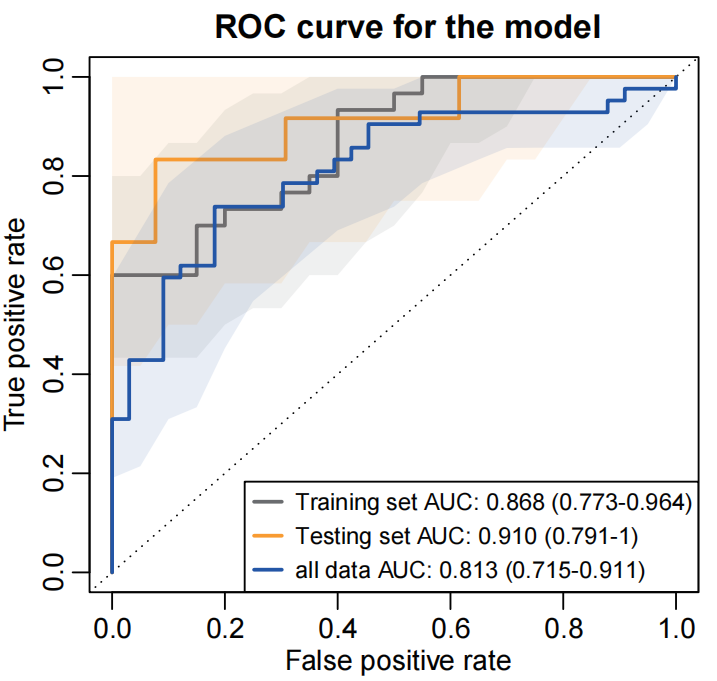 ROC curve for the model
True positive rate
1.0
0.8
0.6
0.4
0.2
0.0
Training set AUC: 0.868 (0.773-0.964)
Testing set AUC: 0.910 (0.791-1)
all data AUC: 0.813 (0.715-0.911)
0.0 0.2 0.4 0.6 0.8 1.0
False positive rate